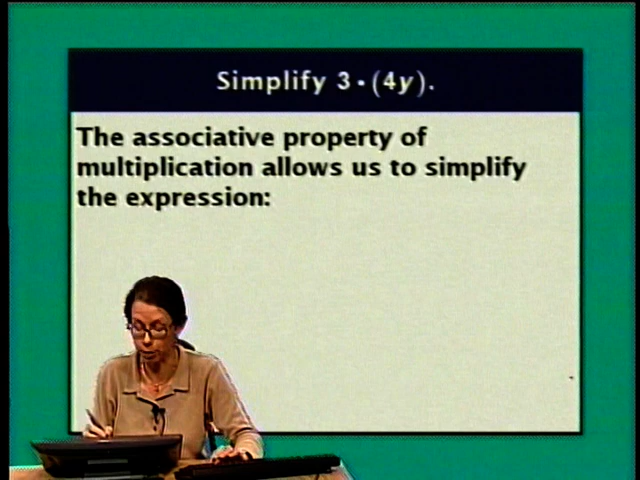 Simplify 3 · (4y).
The associative property of
multiplication allows us to simplify
the expression: